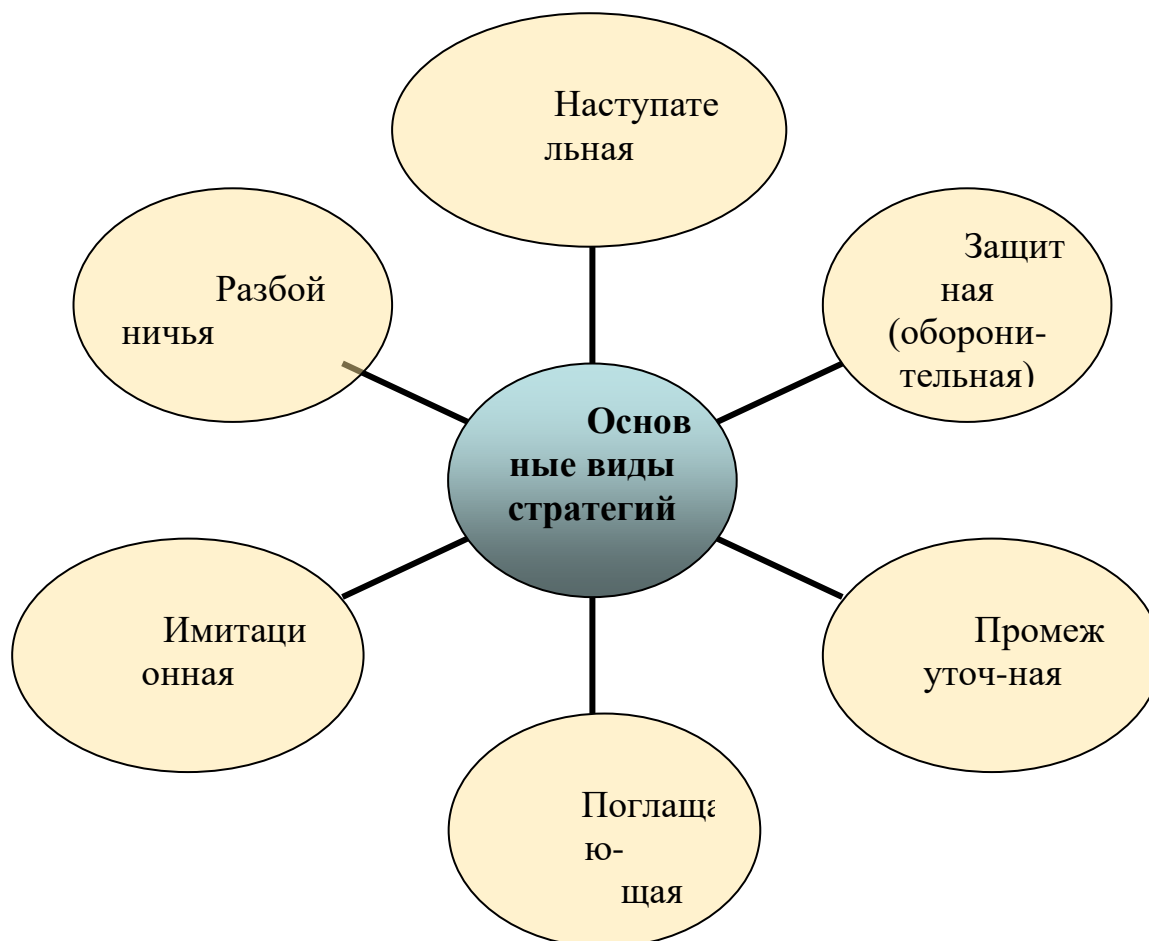 Наступате
льная
Защит
ная
(оборони-
тельная)
Разбой
ничья
Основ
ные виды
стратегий
Промеж
уточ-ная
Имитаци
онная
Поглаща
ю-
щая